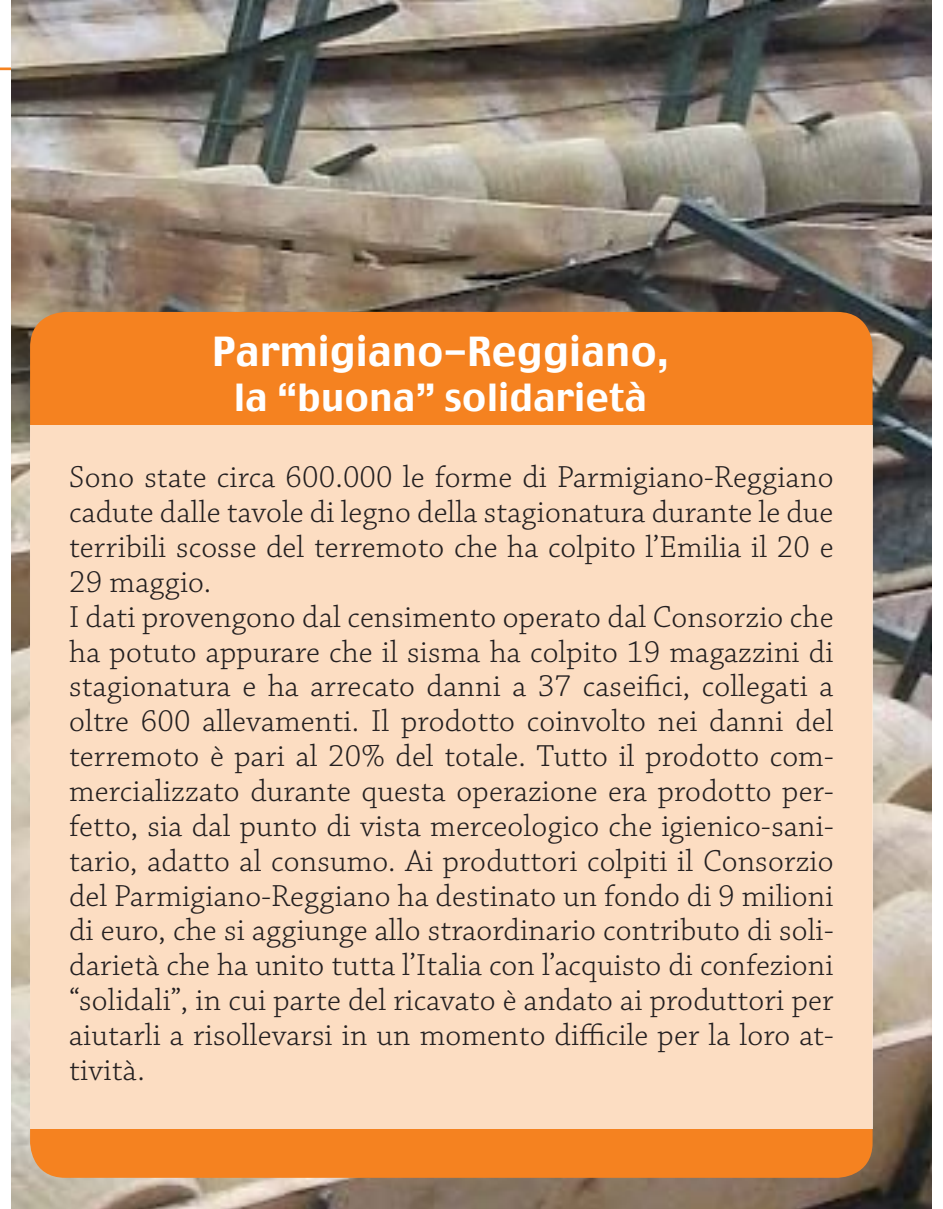 Parmigiano-Reggiano,
la “buona” solidarietà
Sono state circa 600.000 le forme di Parmigiano-Reggiano
cadute dalle tavole di legno della stagionatura durante le due
terribili scosse del terremoto che ha colpito l’Emilia il 20 e
29 maggio.
I dati provengono dal censimento operato dal Consorzio che
ha potuto appurare che il sisma ha colpito 19 magazzini di
stagionatura e ha arrecato danni a 37 caseifici, collegati a
oltre 600 allevamenti. Il prodotto coinvolto nei danni del
terremoto è pari al 20% del totale. Tutto il prodotto com-
mercializzato durante questa operazione era prodotto per-
fetto, sia dal punto di vista merceologico che igienico-sani-
tario, adatto al consumo. Ai produttori colpiti il Consorzio
del Parmigiano-Reggiano ha destinato un fondo di 9 milioni
di euro, che si aggiunge allo straordinario contributo di soli-
darietà che ha unito tutta l’Italia con l’acquisto di confezioni
“solidali”, in cui parte del ricavato è andato ai produttori per
aiutarli a risollevarsi in un momento difficile per la loro at-
tività.